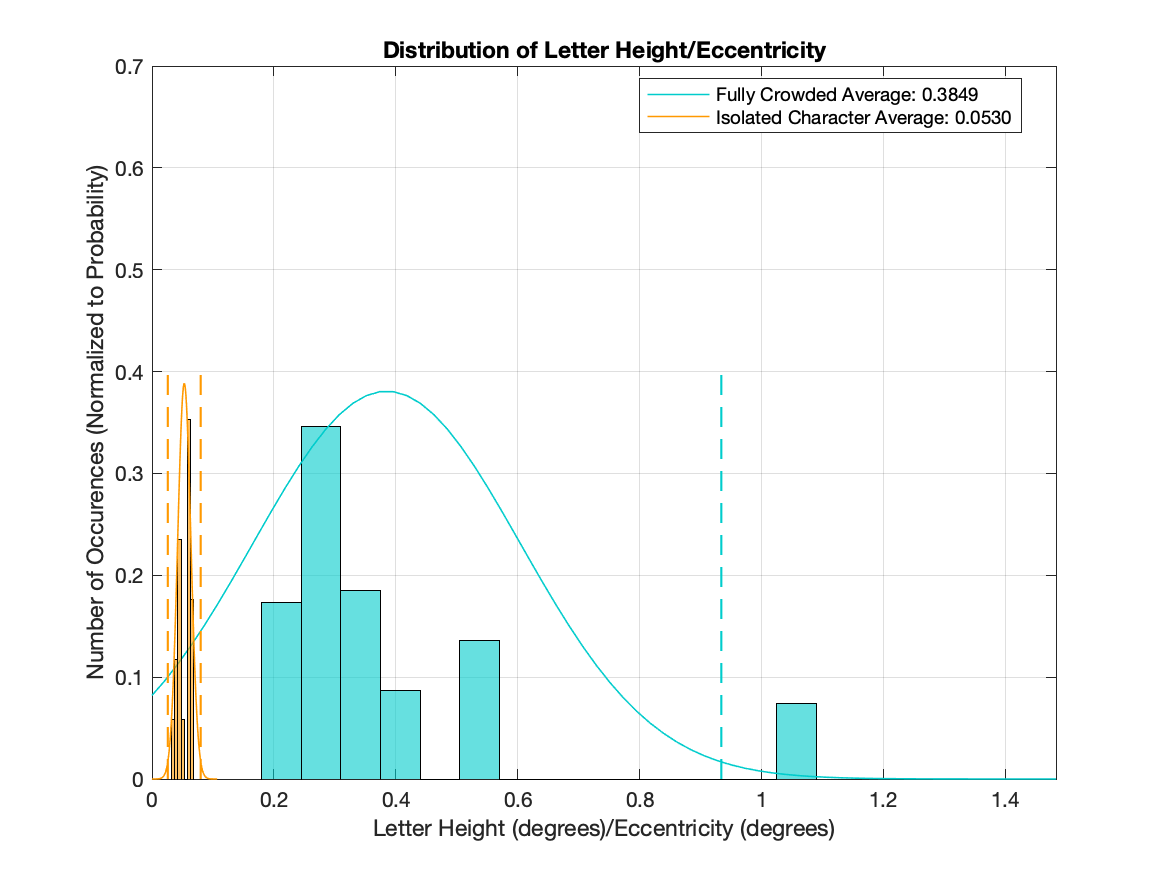 Distribution of Letter Height/Eccentricity
Fully Crowded Average: 0.3849
Isolated Character Average: 0.0530
Number of Occurences (Normalized to Probability)
0.7
0.6
0.5
0.4
0.3
0.2
0.1
0
0 0.2 0.4 0.6 0.8 1 1.2 1.4
Letter Height (degrees)/Eccentricity (degrees)